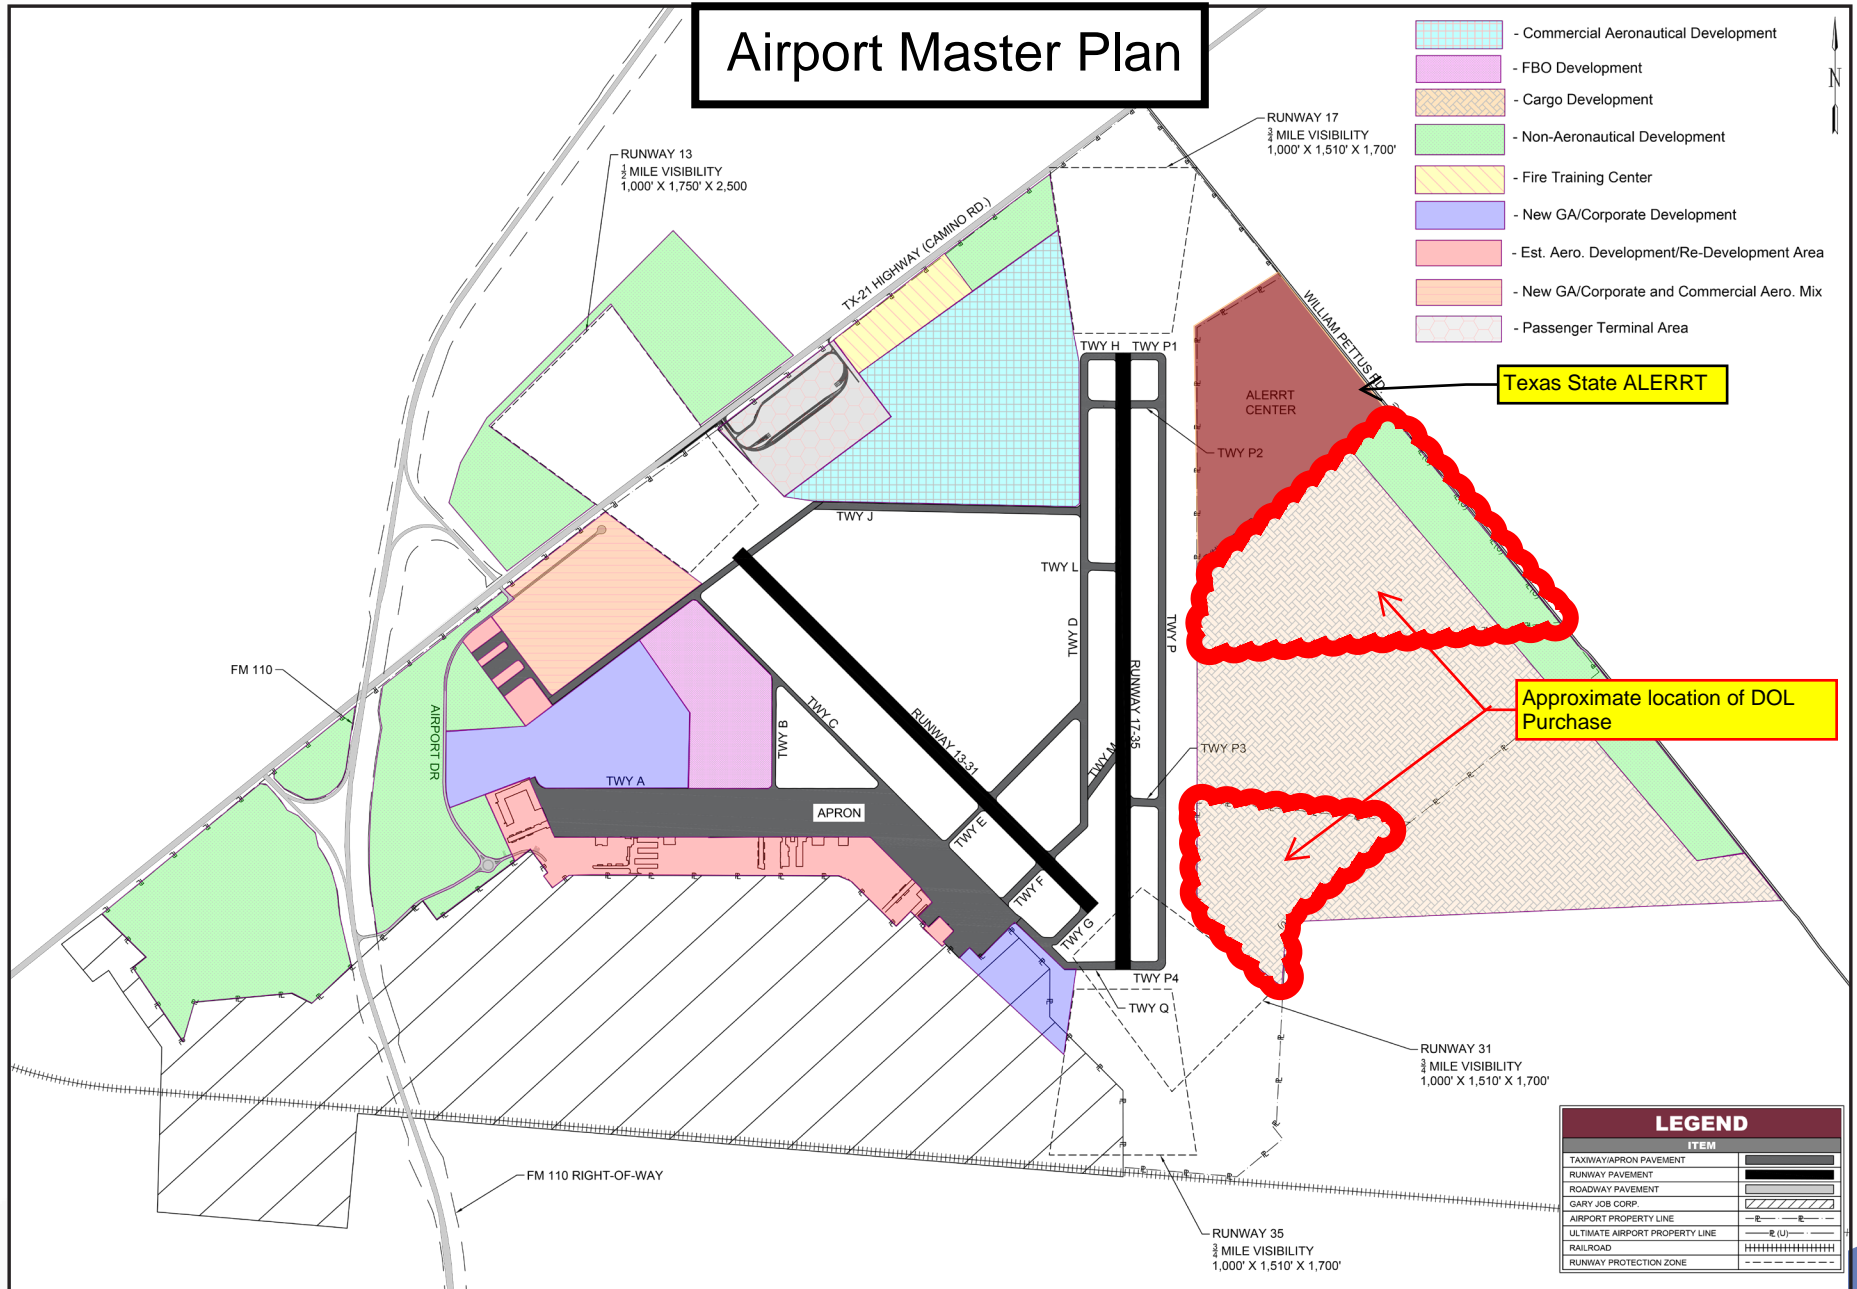 Airport Master Plan
- Commercial Aeronautical Development
- FBO Development
- Cargo Development
- Non-Aeronautical Development
- Fire Training Center
- New GA/Corporate Development
- Est. Aero. Development/Re-Development Area
- New GA/Corporate and Commercial Aero. Mix
- Passenger Terminal Area
N
RUNWAY 17
3/4 MILE VISIBILITY
1,000' X 1,510' X 1,700'
RUNWAY 13
1/2 MILE VISIBILITY
1,000' X 1,750' X 2,500
TX-21 HIGHWAY (CAMINO RD.)
WILLIAM PETTUS RD.
TWY H
TWY P1
Texas State ALERRT
ALERRT
CENTER
TWY P2
TWY J
TWY L
TWY D
TWY P
RUNWAY 17-35
FM 110
AIRPORT DR
TWY B
TWY C
RUNWAY 13-31
TWY M
TWY P3
Approximate location of DOL
Purchase
TWY A
APRON
TWY E
TWY F
TWY G
TWY P4
TWY Q
RUNWAY 31
3/4 MILE VISIBILITY
1,000' X 1,510' X 1,700'
FM 110 RIGHT-OF-WAY
RUNWAY 35
3/4 MILE VISIBILITY
1,000' X 1,510' X 1,700'
LEGEND
ITEM
TAXIWAY/APRON PAVEMENT
RUNWAY PAVEMENT
ROADWAY PAVEMENT
GARY JOB CORP.
AIRPORT PROPERTY LINE
ULTIMATE AIRPORT PROPERTY LINE
RAILROAD
RUNWAY PROTECTION ZONE